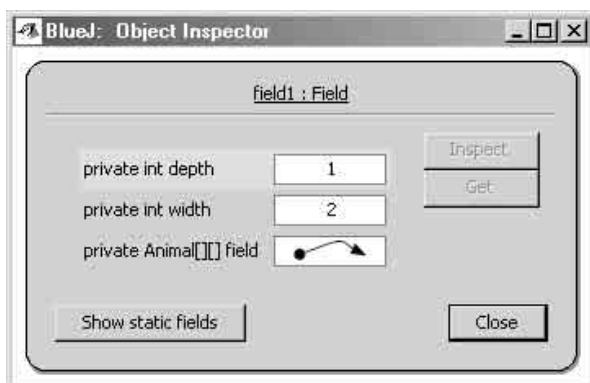 BlueJ: Object Inspector
field1 : Field
Inspect
private int depth 1
Get
private int width 2
private Animal[][] field
Show static fields Close